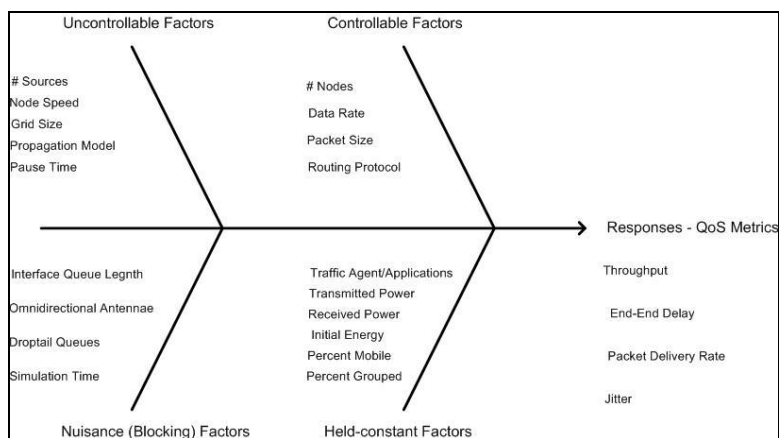 Uncontrollable Factors
Controllable Factors
# Sources
Node Speed
Grid Size
Propagation Model
Pause Time
# Nodes
Data Rate
Packet Size
Routing Protocol
Responses - QoS Metrics
Interface Queue Legnth
Omnidirectional Antennae
Droptail Queues
Simulation Time
Traffic Agent/Applications
Transmitted Power
Received Power
Initial Energy
Percent Mobile
Percent Grouped
Throughput
End-End Delay
Packet Delivery Rate
Jitter
Nuisance (Blocking) Factors
Held-constant Factors